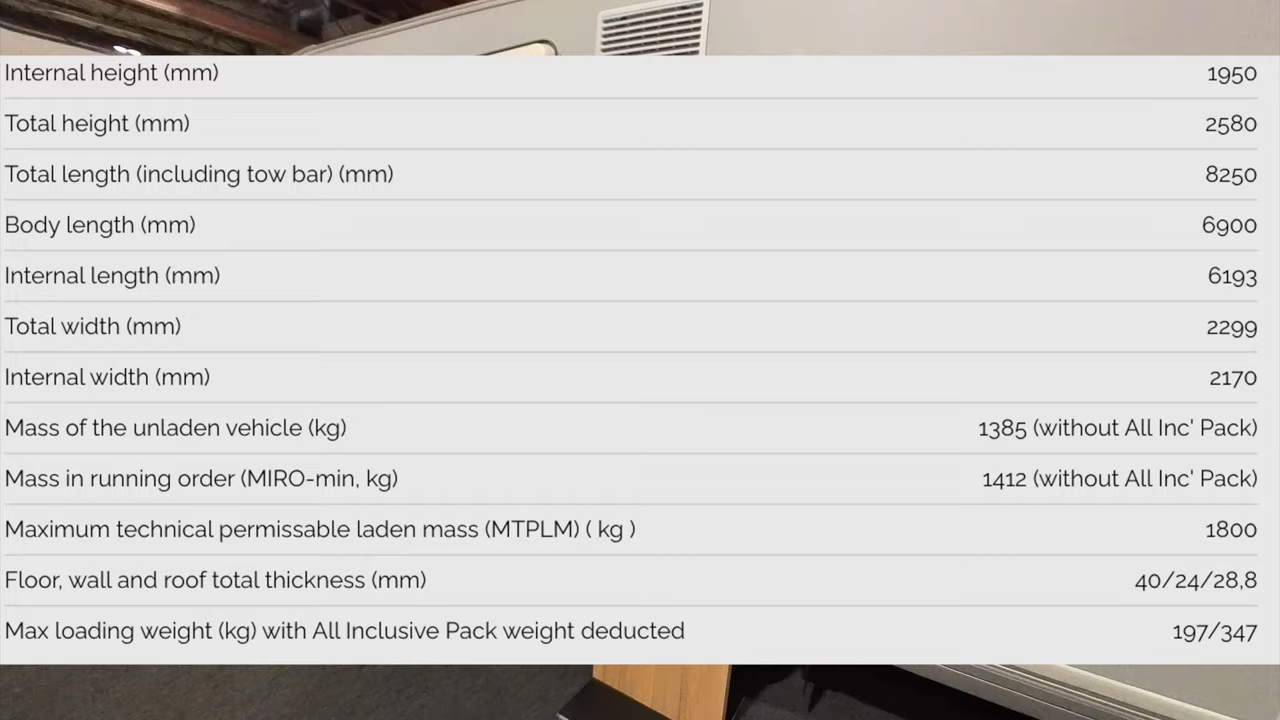 Internal height (mm) 1950
Total height (mm) 2580
Total length (including tow bar) (mm) 8250
Body length (mm) 6900
Internal length (mm) 6193
Total width (mm) 2299
Internal width (mm) 2170
Mass of the unladen vehicle (kg) 1385 (without All Inc' Pack)
Mass in running order (MIRO-min, kg) 1412 (without All Inc' Pack)
Maximum technical permissable laden mass (MTPLM) ( kg ) 1800
Floor, wall and roof total thickness (mm) 40/24/28,8
Max loading weight (kg) with All Inclusive Pack weight deducted 197/347